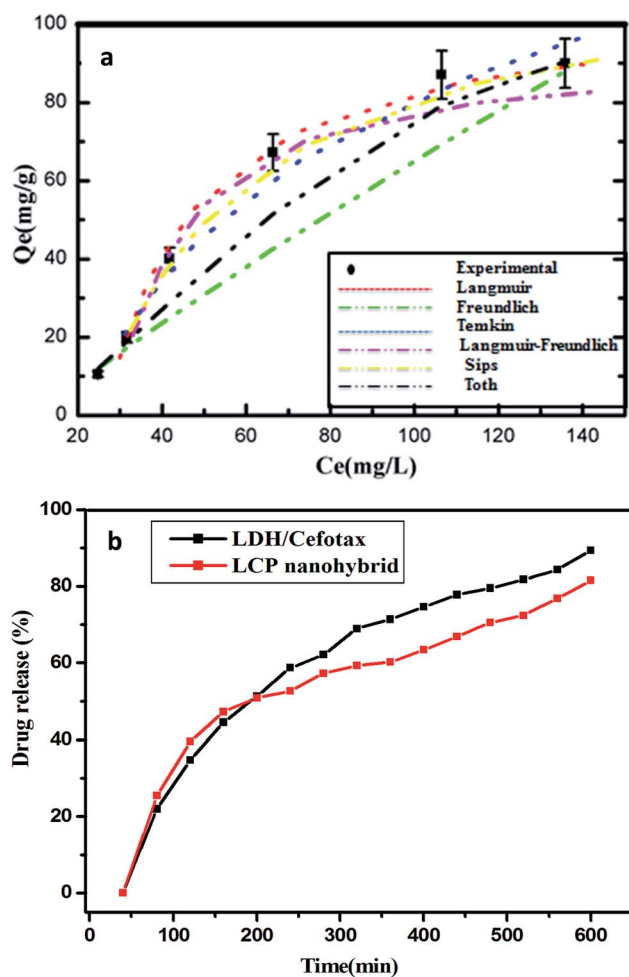 a
100
80
60
40
20
0
Qe(mg/g)
20 40 60 80 100 120 140
Ce(mg/L)
Experimental
Langmuir
Freundlich
Temkin
Langmuir-Freundlich
Sips
Toth
b
100
80
60
40
20
0
Drug release (%)
LDH/Cefotax
LCP nanohybrid
0 100 200 300 400 500 600
Time(min)